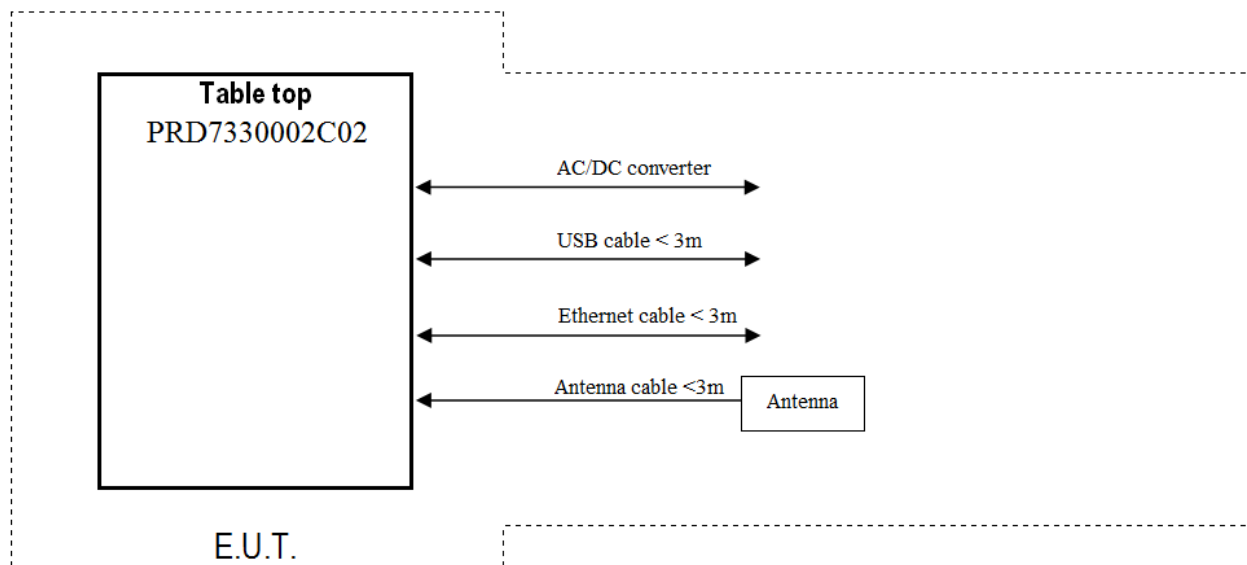 Table top
PRD7330002C02
AC/DC converter
USB cable < 3m
Ethernet cable < 3m
Antenna cable <3m
Antenna
E.U.T.